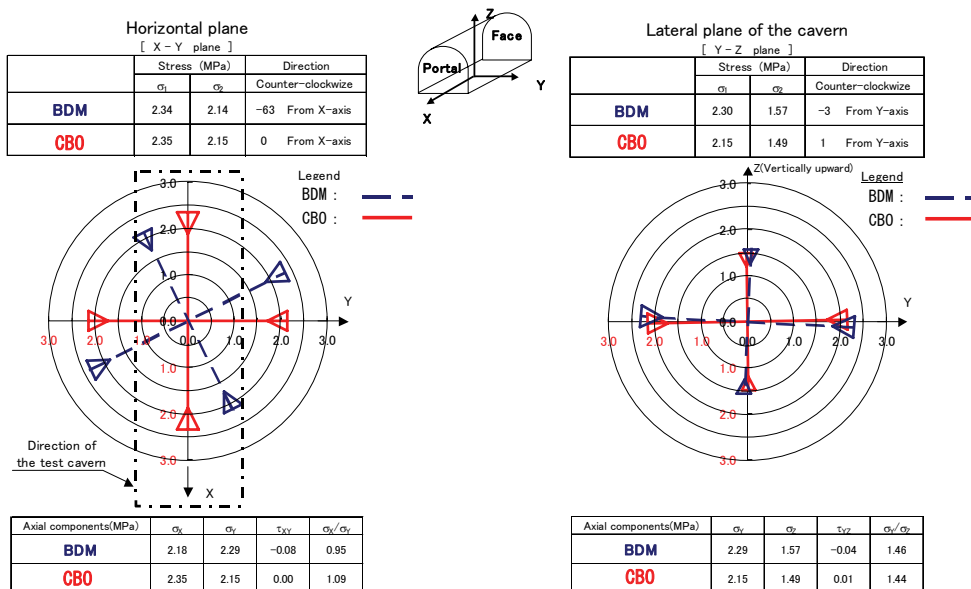 Horizontal plane
[ X-Y plane ]
Stress (MPa) Direction
σ1 σ2 Counter-clockwize
BDM 2.34 2.14 -63 From X-axis
CBO 2.35 2.15 0 From X-axis
Z
Face
Portal
Y
X
Lateral plane of the cavern
[ Y-Z plane ]
Stress (MPa) Direction
σ1 σ2 Counter-clockwize
BDM 2.30 1.57 -3 From Y-axis
CBO 2.15 1.49 1 From Y-axis
Legend
BDM :
CBO :
3.0
2.0
1.0
Y
0.0
3.0 2.0 1.0 0.0 1.0 2.0 3.0
1.0
2.0
3.0
X
Direction of
the test cavern
Z(Vertically upward)
Legend
BDM :
CBO :
3.0
2.0
1.0
Y
0.0
3.0 2.0 1.0 0.0 1.0 2.0 3.0
1.0
2.0
3.0
Axial components(MPa) σX σY τXY σX/σY
BDM 2.18 2.29 -0.08 0.95
CBO 2.35 2.15 0.00 1.09
Axial components(MPa) σY σZ τYZ σY/σZ
BDM 2.29 1.57 -0.04 1.46
CBO 2.15 1.49 0.01 1.44